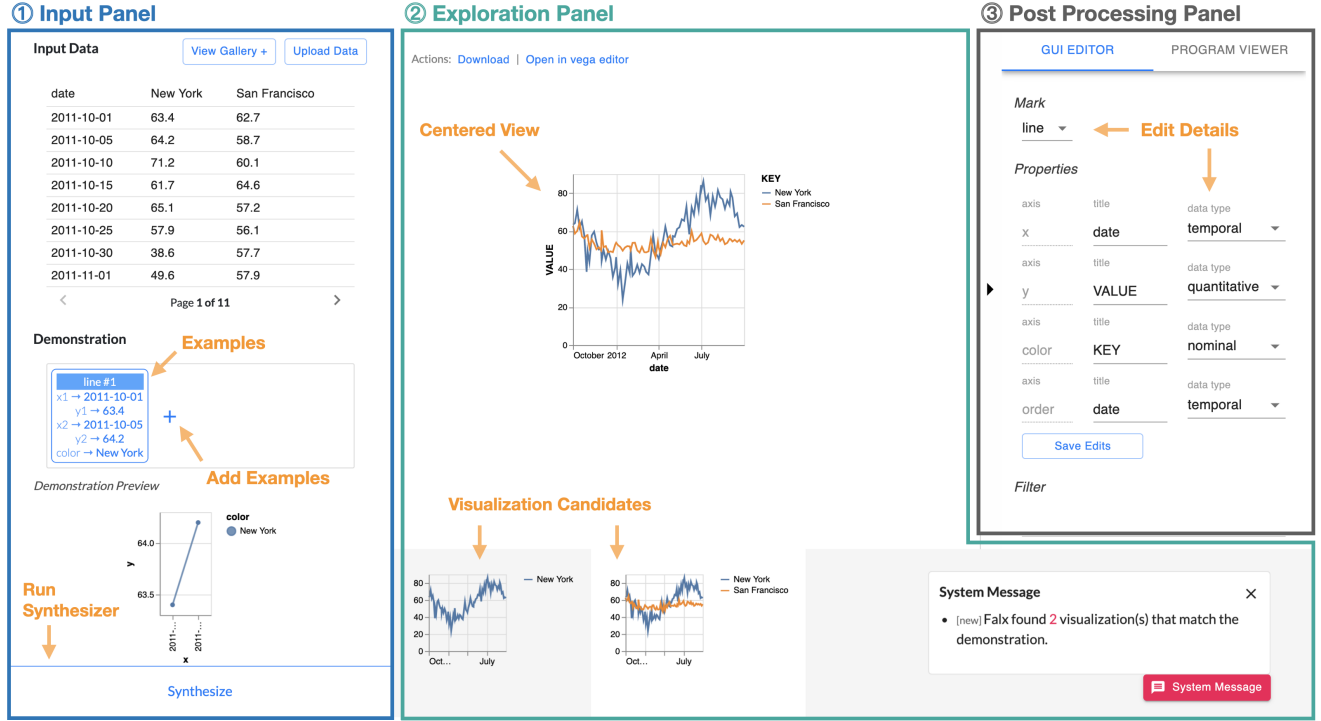 ① Input Panel
Input Data
View Gallery +
Upload Data
date New York San Francisco
2011-10-01 63.4 62.7
2011-10-05 64.2 58.7
2011-10-10 71.2 60.1
2011-10-15 61.7 64.6
2011-10-20 65.1 57.2
2011-10-25 57.9 56.1
2011-10-30 38.6 57.7
2011-11-01 49.6 57.9
Page 1 of 11
Demonstration
Examples
line #1
x1 → 2011-10-01
y1 → 63.4
x2 → 2011-10-05
y2 → 64.2
color → New York
+
Add Examples
Demonstration Preview
color
New York
64.0
y
63.5
2011-...
2011-...
x
Run
Synthesizer
Synthesize
② Exploration Panel
Actions: Download | Open in vega editor
Centered View
KEY
New York
San Francisco
80
60
40
20
0
VALUE
October 2012 April July
date
Visualization Candidates
80
60
40
20
0
Oct... July
New York
80
60
40
20
0
Oct... July
New York
San Francisco
System Message
[new] Falx found 2 visualization(s) that match the
demonstration.
System Message
③ Post Processing Panel
GUI EDITOR PROGRAM VIEWER
Mark
line
Edit Details
Properties
axis title data type
x date temporal
axis title data type
y VALUE quantitative
axis title data type
color KEY nominal
axis title data type
order date temporal
Save Edits
Filter